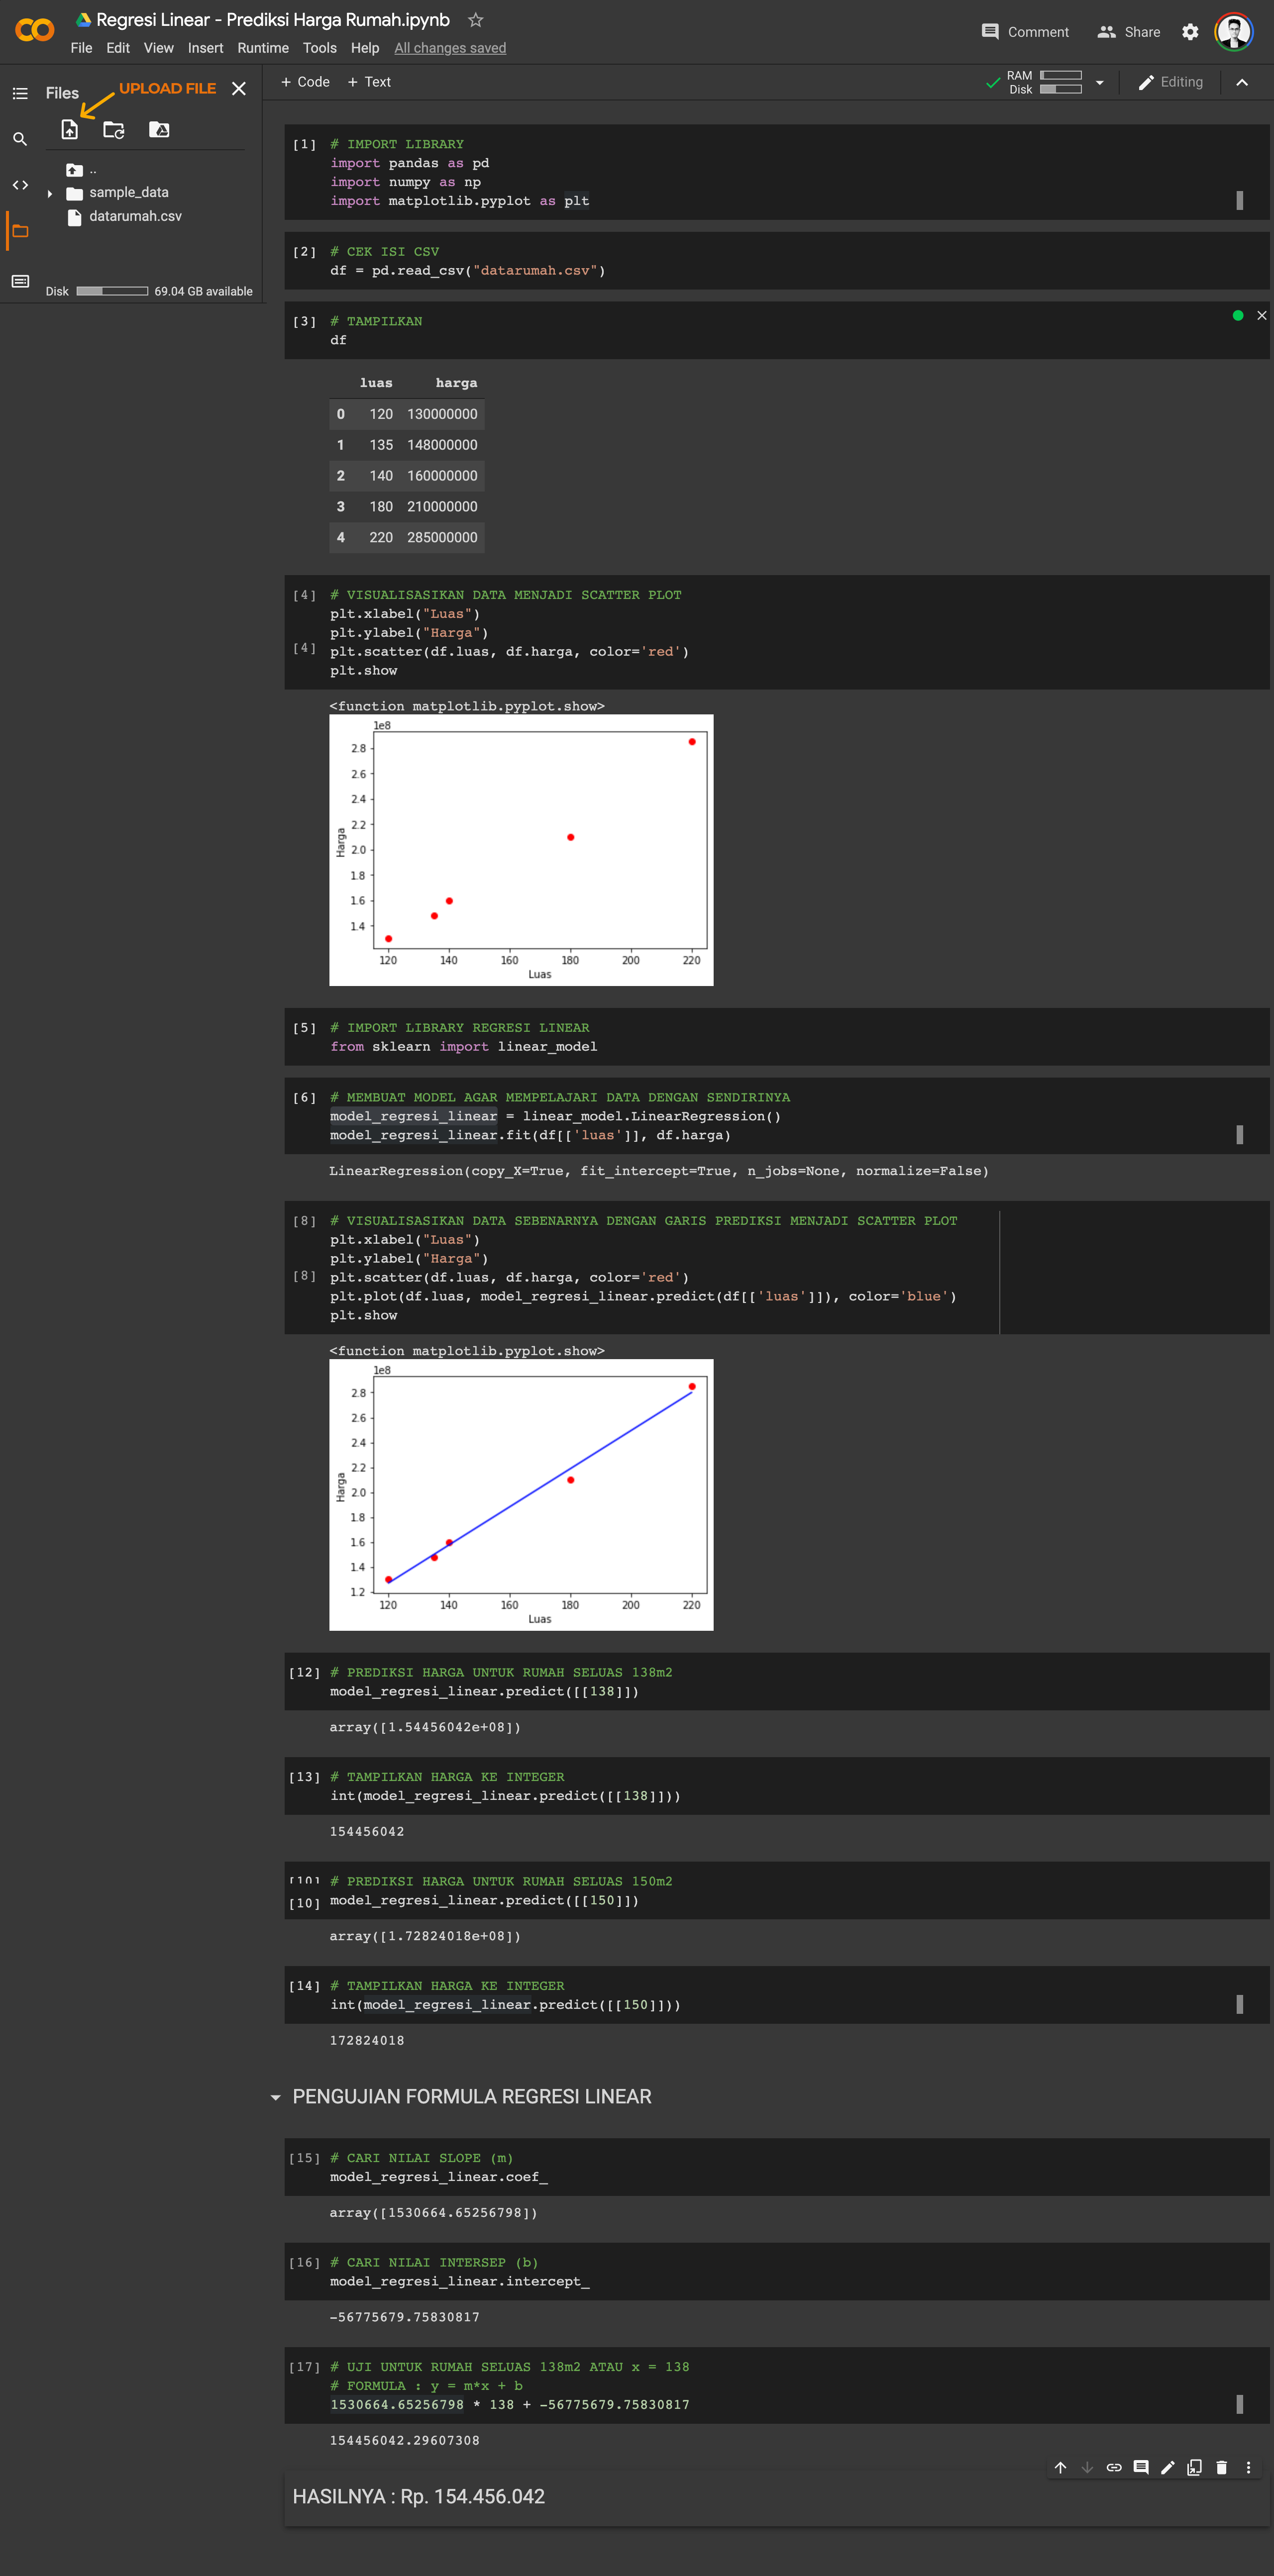 Regresi Linear - Prediksi Harga Rumah.ipynb
File Edit View Insert Runtime Tools Help All changes saved
Comment Share
Files UPLOAD FILE
+ Code + Text
RAM
Disk
Editing
..
sample_data
datarumah.csv
Disk 69.04 GB available
[1] # IMPORT LIBRARY
import pandas as pd
import numpy as np
import matplotlib.pyplot as plt
[2] # CEK ISI CSV
df = pd.read_csv("datarumah.csv")
[3] # TAMPILKAN
df
luas harga
0 120 130000000
1 135 148000000
2 140 160000000
3 180 210000000
4 220 285000000
[4] # VISUALISASIKAN DATA MENJADI SCATTER PLOT
plt.xlabel("Luas")
plt.ylabel("Harga")
[4] plt.scatter(df.luas, df.harga, color='red')
plt.show
<function matplotlib.pyplot.show>
1e8
2.8
2.6
2.4
2.2
2.0
1.8
1.6
1.4
Harga
120 140 160 180 200 220
Luas
[5] # IMPORT LIBRARY REGRESI LINEAR
from sklearn import linear_model
[6] # MEMBUAT MODEL AGAR MEMPELAJARI DATA DENGAN SENDIRINYA
model_regresi_linear = linear_model.LinearRegression()
model_regresi_linear.fit(df[['luas']], df.harga)
LinearRegression(copy_X=True, fit_intercept=True, n_jobs=None, normalize=False)
[8] # VISUALISASIKAN DATA SEBENARNYA DENGAN GARIS PREDIKSI MENJADI SCATTER PLOT
plt.xlabel("Luas")
plt.ylabel("Harga")
[8] plt.scatter(df.luas, df.harga, color='red')
plt.plot(df.luas, model_regresi_linear.predict(df[['luas']]), color='blue')
plt.show
<function matplotlib.pyplot.show>
1e8
2.8
2.6
2.4
2.2
2.0
1.8
1.6
1.4
1.2
Harga
120 140 160 180 200 220
Luas
[12] # PREDIKSI HARGA UNTUK RUMAH SELUAS 138m2
model_regresi_linear.predict([[138]])
array([1.54456042e+08])
[13] # TAMPILKAN HARGA KE INTEGER
int(model_regresi_linear.predict([[138]]))
154456042
[10] # PREDIKSI HARGA UNTUK RUMAH SELUAS 150m2
[10] model_regresi_linear.predict([[150]])
array([1.72824018e+08])
[14] # TAMPILKAN HARGA KE INTEGER
int(model_regresi_linear.predict([[150]]))
172824018
PENGUJIAN FORMULA REGRESI LINEAR
[15] # CARI NILAI SLOPE (m)
model_regresi_linear.coef_
array([1530664.65256798])
[16] # CARI NILAI INTERSEP (b)
model_regresi_linear.intercept_
-56775679.75830817
[17] # UJI UNTUK RUMAH SELUAS 138m2 ATAU x = 138
# FORMULA : y = m*x + b
1530664.65256798 * 138 + -56775679.75830817
154456042.29607308
HASILNYA : Rp. 154.456.042